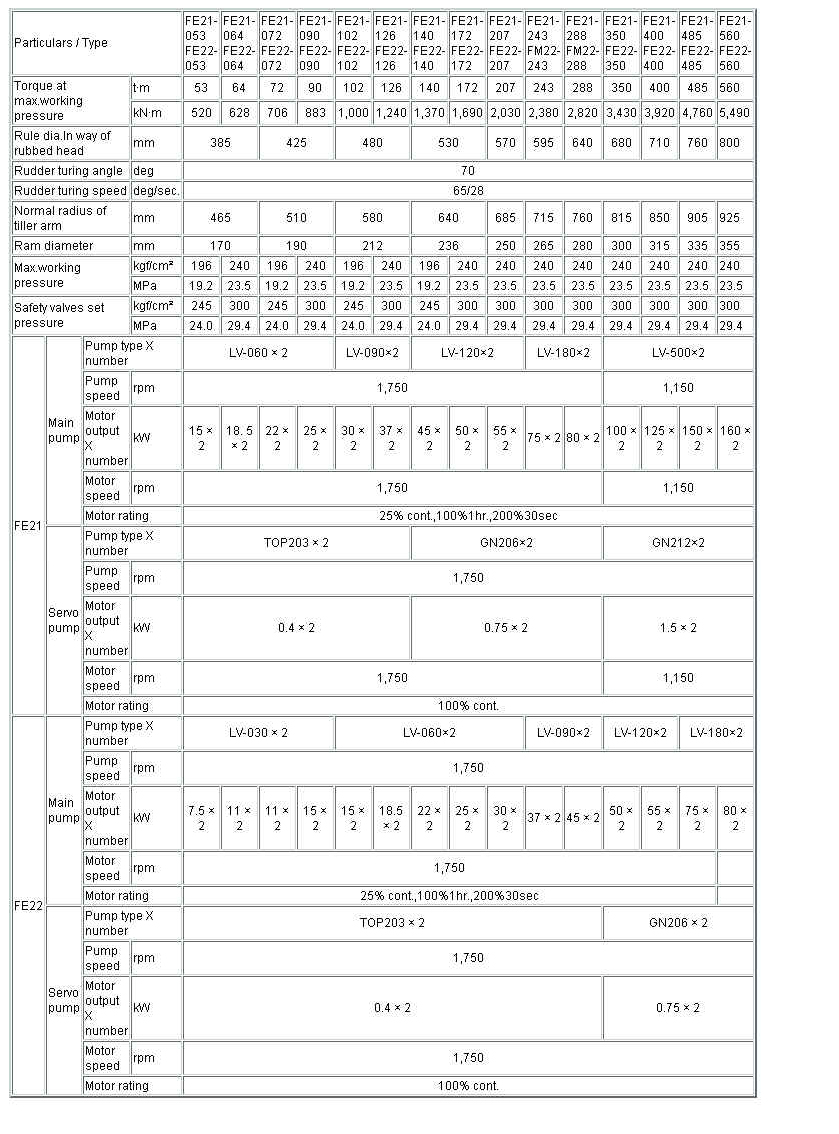 Particulars / Type
FE21-053 FE22-053 FE21-064 FE22-064 FE21-072 FE22-072 FE21-090 FE22-090 FE21-102 FE22-102 FE21-126 FE22-126 FE21-140 FE22-140 FE21-172 FE22-172 FE21-207 FE22-207 FE21-243 FM22-243 FE21-288 FM22-288 FE21-350 FE22-350 FE21-400 FE22-400 FE21-485 FE22-485 FE21-560 FE22-560
Torque at max.working pressure
t·m 53 64 72 90 102 126 140 172 207 243 288 350 400 485 560
kN·m 520 628 706 883 1,000 1,240 1,370 1,690 2,030 2,380 2,820 3,430 3,920 4,760 5,490
Rule dia.In way of rubbed head mm 385 425 480 530 570 595 640 680 710 760 800
Rudder turing angle deg 70
Rudder turing speed deg/sec. 65/28
Normal radius of tiller arm mm 465 510 580 640 685 715 760 815 850 905 925
Ram diameter mm 170 190 212 236 250 265 280 300 315 335 355
Max.working pressure
kgf/cm² 196 240 196 240 196 240 196 240 240 240 240 240 240 240 240
MPa 19.2 23.5 19.2 23.5 19.2 23.5 19.2 23.5 23.5 23.5 23.5 23.5 23.5 23.5 23.5
Safety valves set pressure
kgf/cm² 245 300 245 300 245 300 245 300 300 300 300 300 300 300 300
MPa 24.0 29.4 24.0 29.4 24.0 29.4 24.0 29.4 29.4 29.4 29.4 29.4 29.4 29.4 29.4
FE21
Main pump
Pump type X number LV-060 × 2 LV-090×2 LV-120×2 LV-180×2 LV-500×2
Pump speed rpm 1,750 1,150
Motor output X number kW 15 × 2 18. 5 × 2 22 × 2 25 × 2 30 × 2 37 × 2 45 × 2 50 × 2 55 × 2 75 × 2 80 × 2 100 × 2 125 × 2 150 × 2 160 × 2
Motor speed rpm 1,750 1,150
Motor rating 25% cont.,100%1hr.,200%30sec
Servo pump
Pump type X number TOP203 × 2 GN206×2 GN212×2
Pump speed rpm 1,750
Motor output X number kW 0.4 × 2 0.75 × 2 1.5 × 2
Motor speed rpm 1,750 1,150
Motor rating 100% cont.
FE22
Main pump
Pump type X number LV-030 × 2 LV-060×2 LV-090×2 LV-120×2 LV-180×2
Pump speed rpm 1,750
Motor output X number kW 7.5 × 2 11 × 2 11 × 2 15 × 2 15 × 2 18.5 × 2 22 × 2 25 × 2 30 × 2 37 × 2 45 × 2 50 × 2 55 × 2 75 × 2 80 × 2
Motor speed rpm 1,750
Motor rating 25% cont.,100%1hr.,200%30sec
Servo pump
Pump type X number TOP203 × 2 GN206 × 2
Pump speed rpm 1,750
Motor output X number kW 0.4 × 2 0.75 × 2
Motor speed rpm 1,750
Motor rating 100% cont.